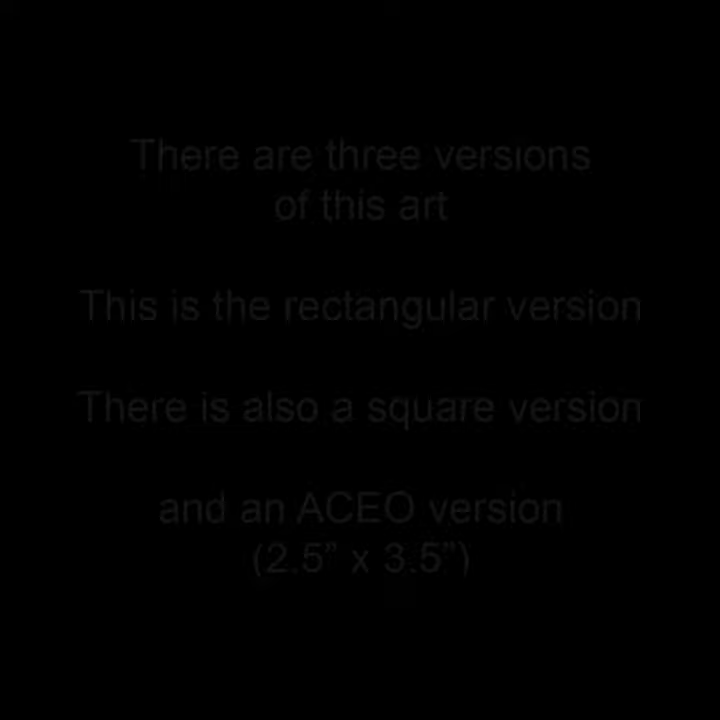 There are three versions
of this art
This is the rectangular version
There is also a square version
and an ACEO version
(2.5” x 3.5”)